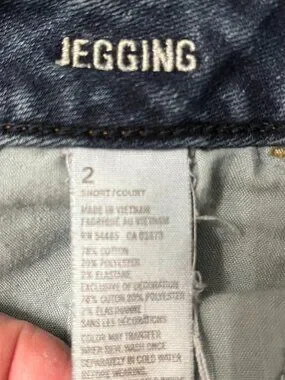 JEGGING
2
SHORT/COURT
MADE IN VIETNAM
FABRIQUÉ AU VIETNAM
RN 54485 CA 03473
78% COTTON
20% POLYESTER
2% ELASTANE
EXCLUSIVE OF DECORATION
78% COTON 20% POLYESTER
2% ELASTHANNE
SANS LES DÉCORATIONS
COLOR MAY TRANSFER
WHEN NEW. WASH ONCE
SEPARATELY IN COLD WATER
BEFORE WEARING.